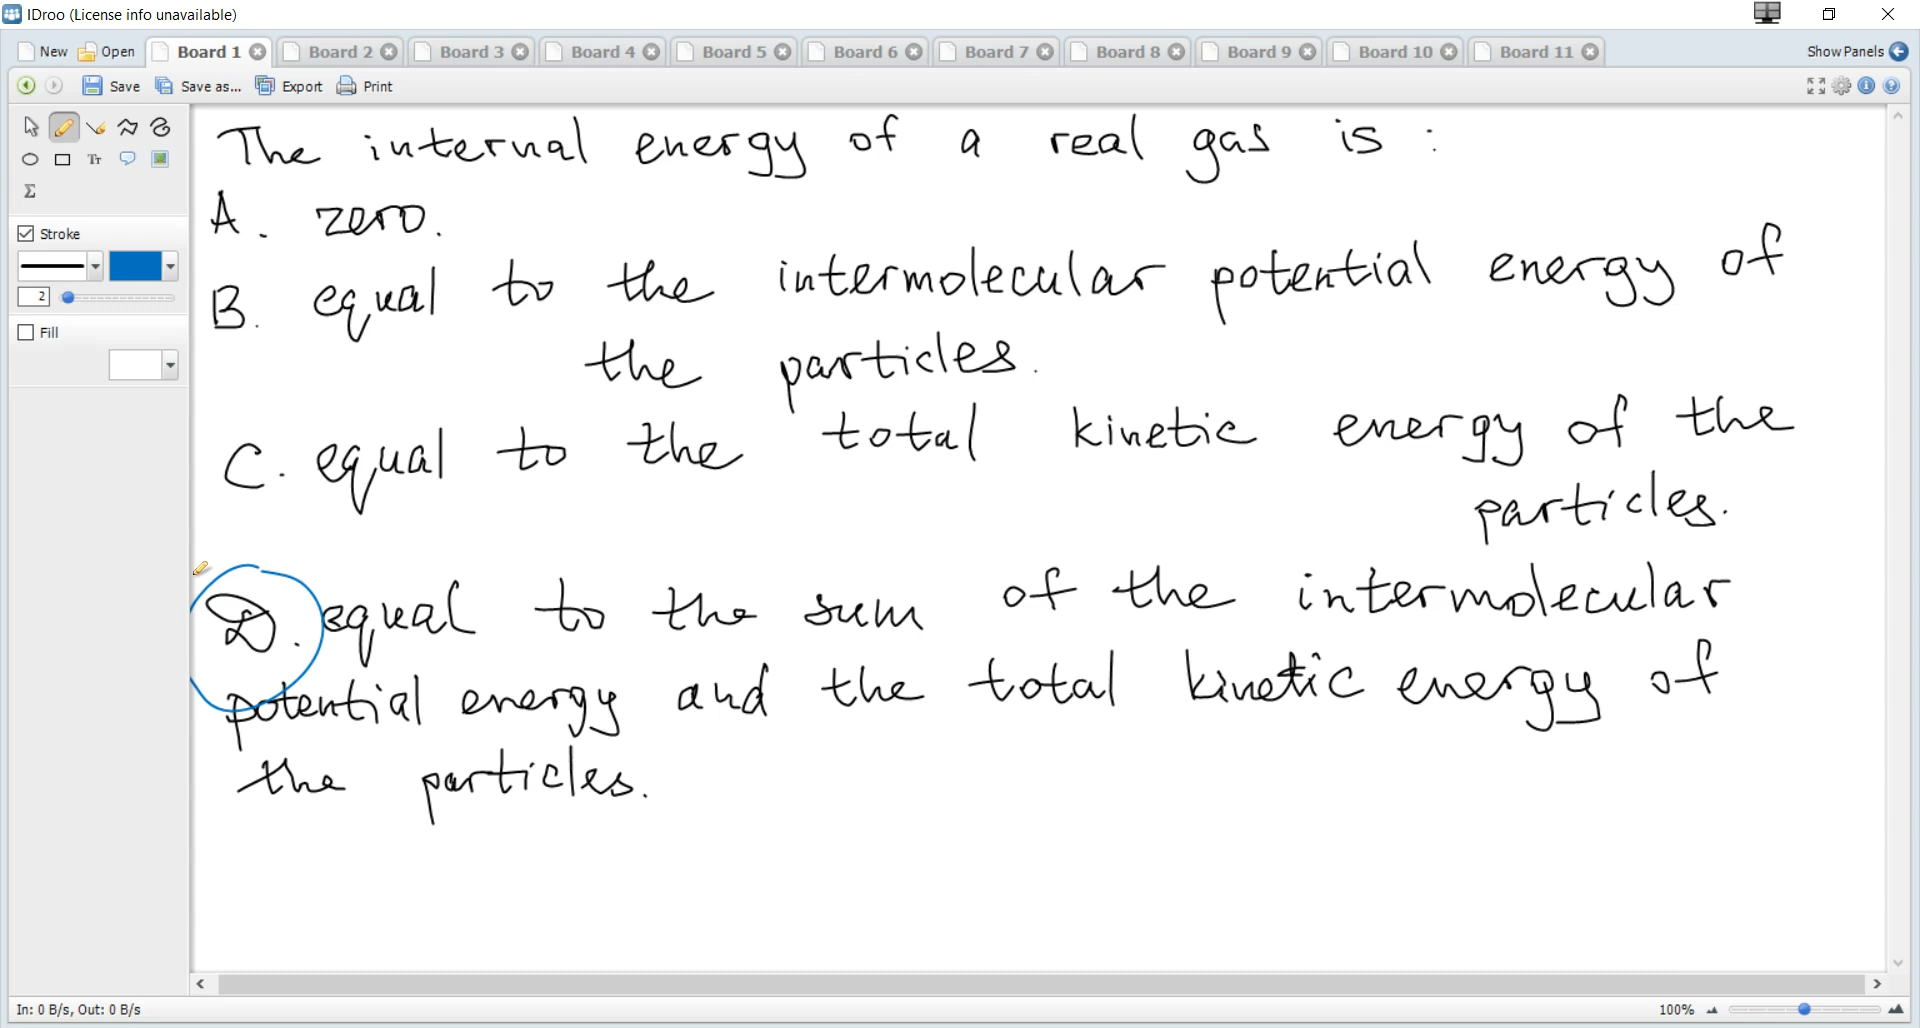 IDroo (License info unavailable)
New Open Board 1 Board 2 Board 3 Board 4 Board 5 Board 6 Board 7 Board 8 Board 9 Board 10 Board 11 Show Panels
Save Save as... Export Print
Tт
Σ
Stroke
2
Fill
The internal energy of a real gas is :
A. zero.
B. equal to the intermolecular potential energy of
the particles.
C. equal to the total kinetic energy of the
particles.
D. equal to the sum of the intermolecular
potential energy and the total kinetic energy of
the particles.
In: 0 B/s, Out: 0 B/s 100%